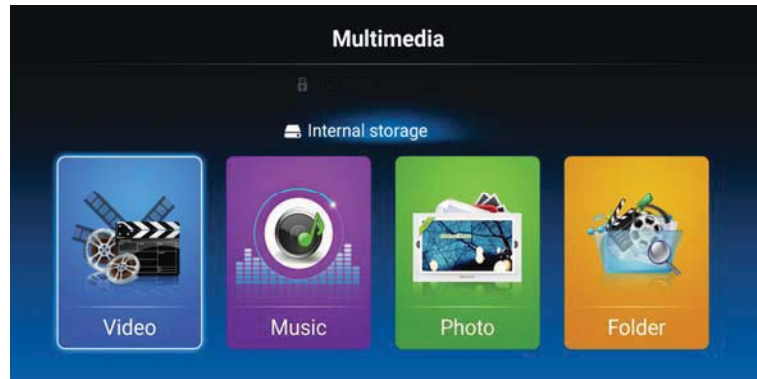 Multimedia
Internal storage
Video
Music
Photo
Folder